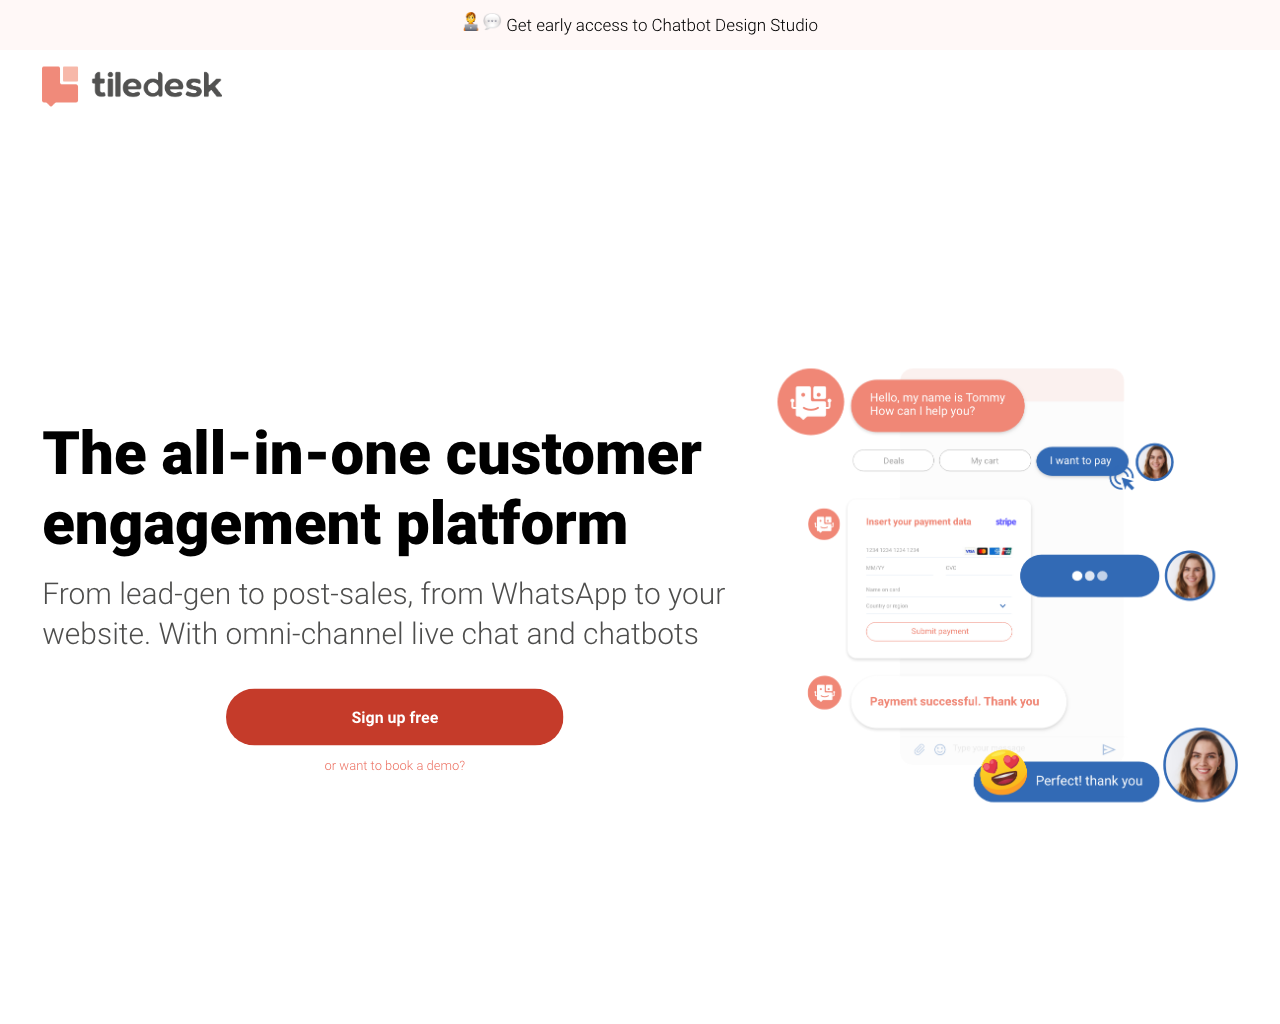 Get early access to Chatbot Design Studio
tiledesk
The all-in-one customer
engagement platform
From lead-gen to post-sales, from WhatsApp to your
website. With omni-channel live chat and chatbots
Sign up free
or want to book a demo?
Hello, my name is Tommy
How can I help you?
Deals
My cart
I want to pay
Insert your payment data
stripe
1234 1234 1234 1234
VISA
MM/YY
CVC
Name on card
Country or region
Submit payment
Payment successful. Thank you
Type your message
Perfect! thank you